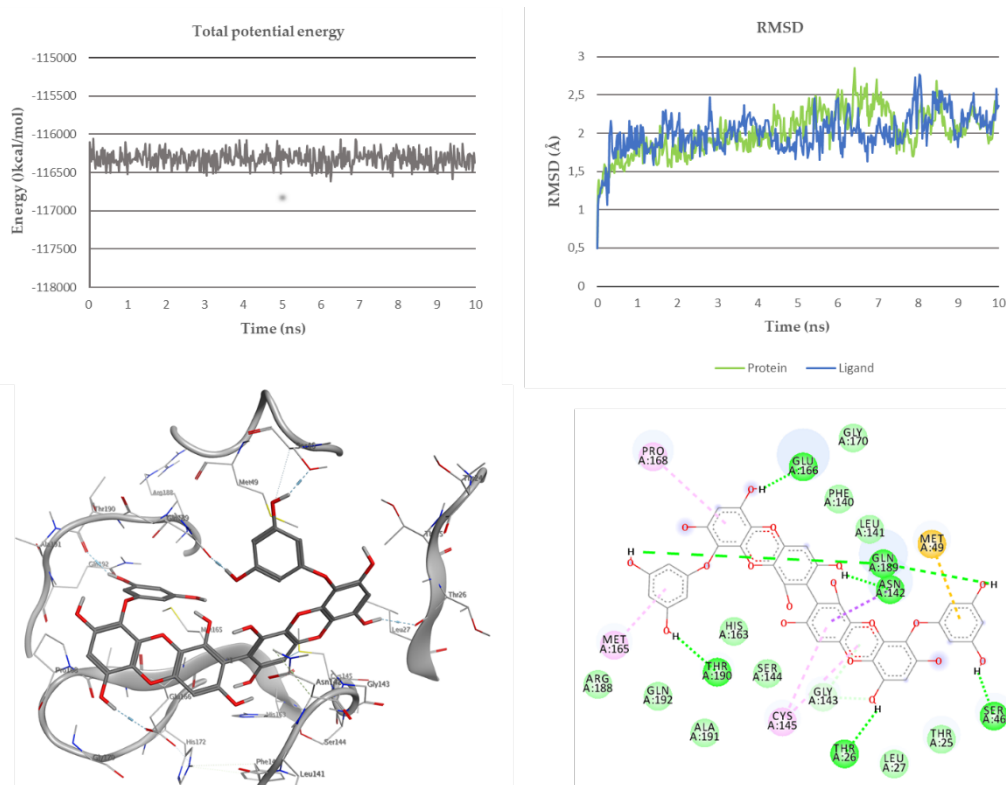 Total potential energy
-115000
-115500
-116000
-116500
-117000
-117500
-118000
Energy ()kcal/mol)
0 1 2 3 4 5 6 7 8 9 10
Time (ns)
RMSD
3
2,5
2
1,5
1
0,5
0
RMSD (Å)
0 1 2 3 4 5 6 7 8 9 10
Time (ns)
Protein Ligand
Met49
Arg188
Thr190
Gln192
Thr26
Leu27
Asn142
Gly143
Ser144
His172
Leu141
PRO
A:168
GLU
A:166
GLY
A:170
PHE
A:140
LEU
A:141
MET
A:49
GLN
A:189
ASN
A:142
H
H
H
H
H
H
H
O
O
O
O
MET
A:165
HIS
A:163
THR
A:190
SER
A:144
ARG
A:188
GLN
A:192
ALA
A:191
GLY
A:143
CYS
A:145
THR
A:26
LEU
A:27
THR
A:25
SER
A:46